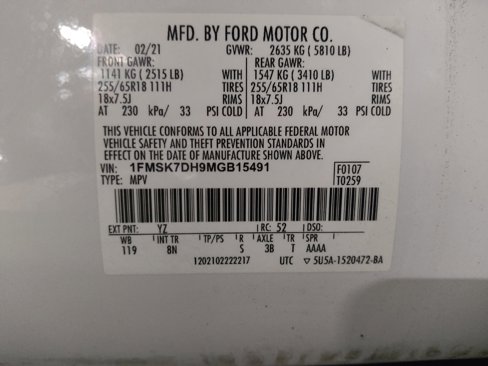 MFD. BY FORD MOTOR CO.
DATE: 02/21 GVWR: 2635 KG (5810 LB)
FRONT GAWR: REAR GAWR:
1141 KG (2515 LB) WITH 1547 KG (3410 LB) WITH
255/65R18 111H TIRES 255/65R18 111H TIRES
18x7.5J RIMS 18x7.5J RIMS
AT 230 kPa/ 33 PSI COLD AT 230 kPa/ 33 PSI COLD
THIS VEHICLE CONFORMS TO ALL APPLICABLE FEDERAL MOTOR
VEHICLE SAFETY AND THEFT PREVENTION STANDARDS IN
EFFECT ON THE DATE OF MANUFACTURE SHOWN ABOVE.
VIN: 1FMSK7DH9MGB15491 F0107
TYPE: MPV T0259
EXT PNT: YZ RC: 52 DSO:
WB INT TR TP/PS R AXLE TR SPR
119 8N S 3B T AAAA
1202102222217 UTC ▽ 5U5A-1520472-BA